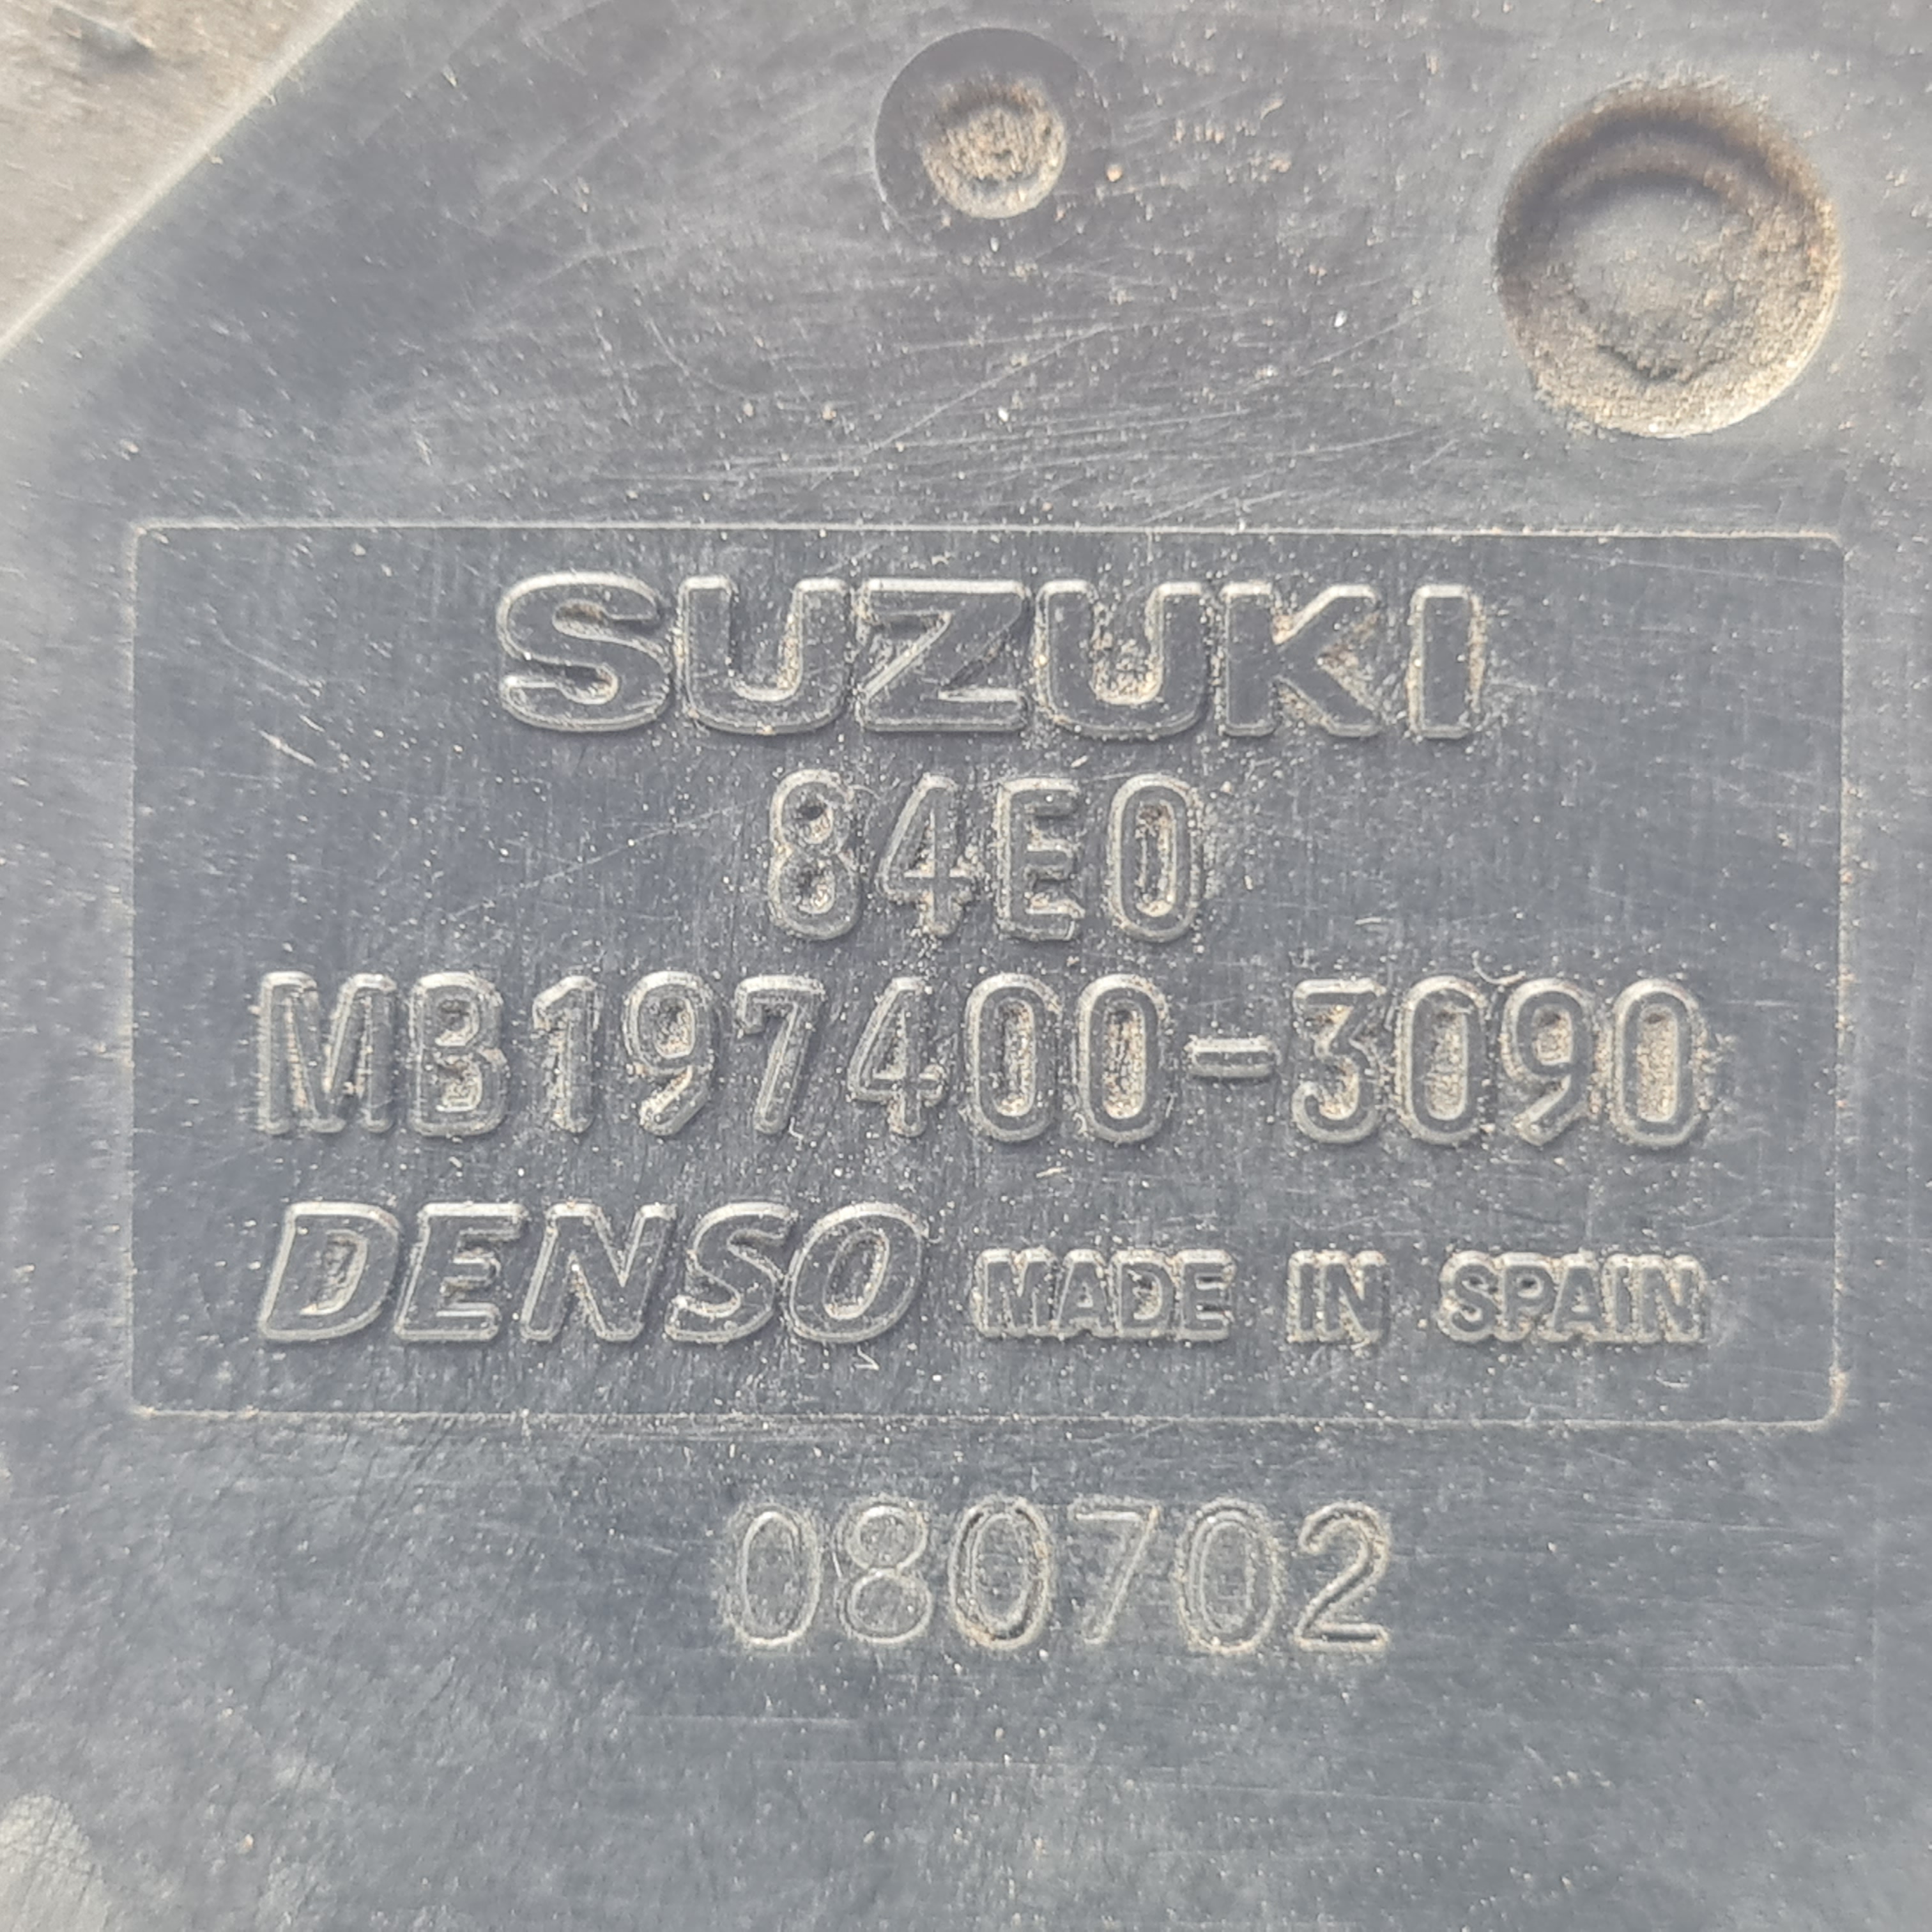 SUZUKI
84E0
MB197400-3090
DENSO MADE IN SPAIN
080702